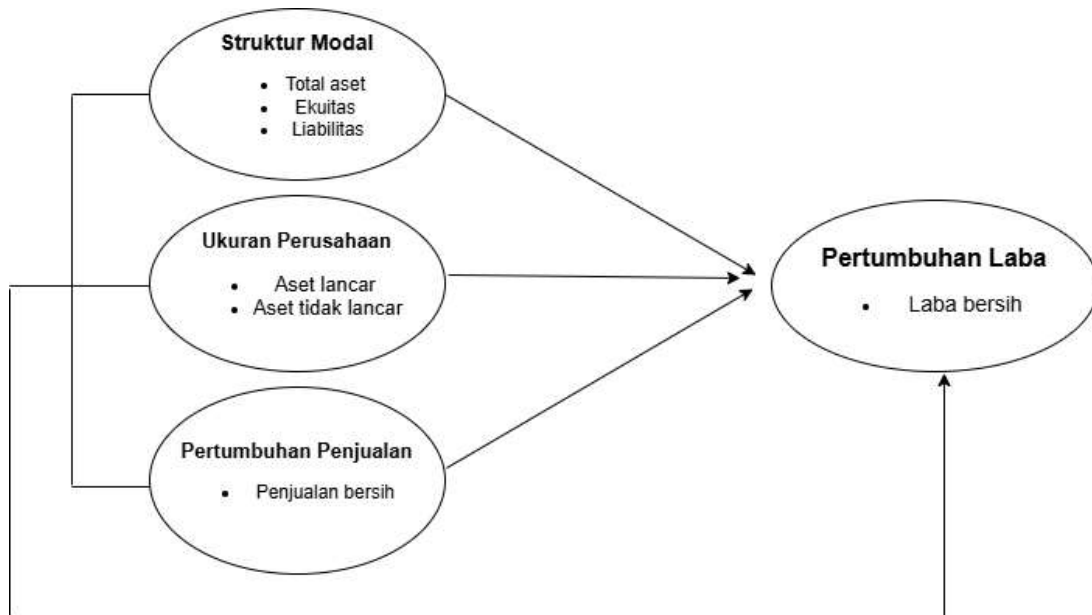 Struktur Modal
• Total aset
• Ekuitas
• Liabilitas
Ukuran Perusahaan
• Aset lancar
• Aset tidak lancar
Pertumbuhan Penjualan
• Penjualan bersih
Pertumbuhan Laba
• Laba bersih